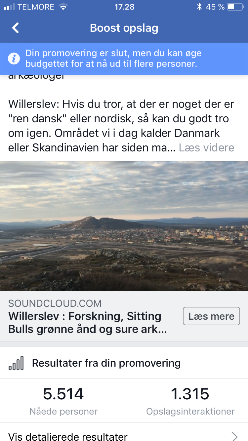 TELMORE 17.28 45 %
Boost opslag
Din promovering er slut, men du kan øge
budgettet for at nå ud til flere personer.
arkæologer
Willerslev: Hvis du tror, at der er noget der er
"ren dansk" eller nordisk, så kan du godt tro
om igen. Området vi i dag kalder Danmark
eller Skandinavien har siden ma... Læs videre
SOUNDCLOUD.COM
Willerslev : Forskning, Sitting
Bulls grønne ånd og sure ark...
Læs mere
Resultater fra din promovering
5.514 1.315
Nåede personer Opslagsinteraktioner
Vis detalierede resultater